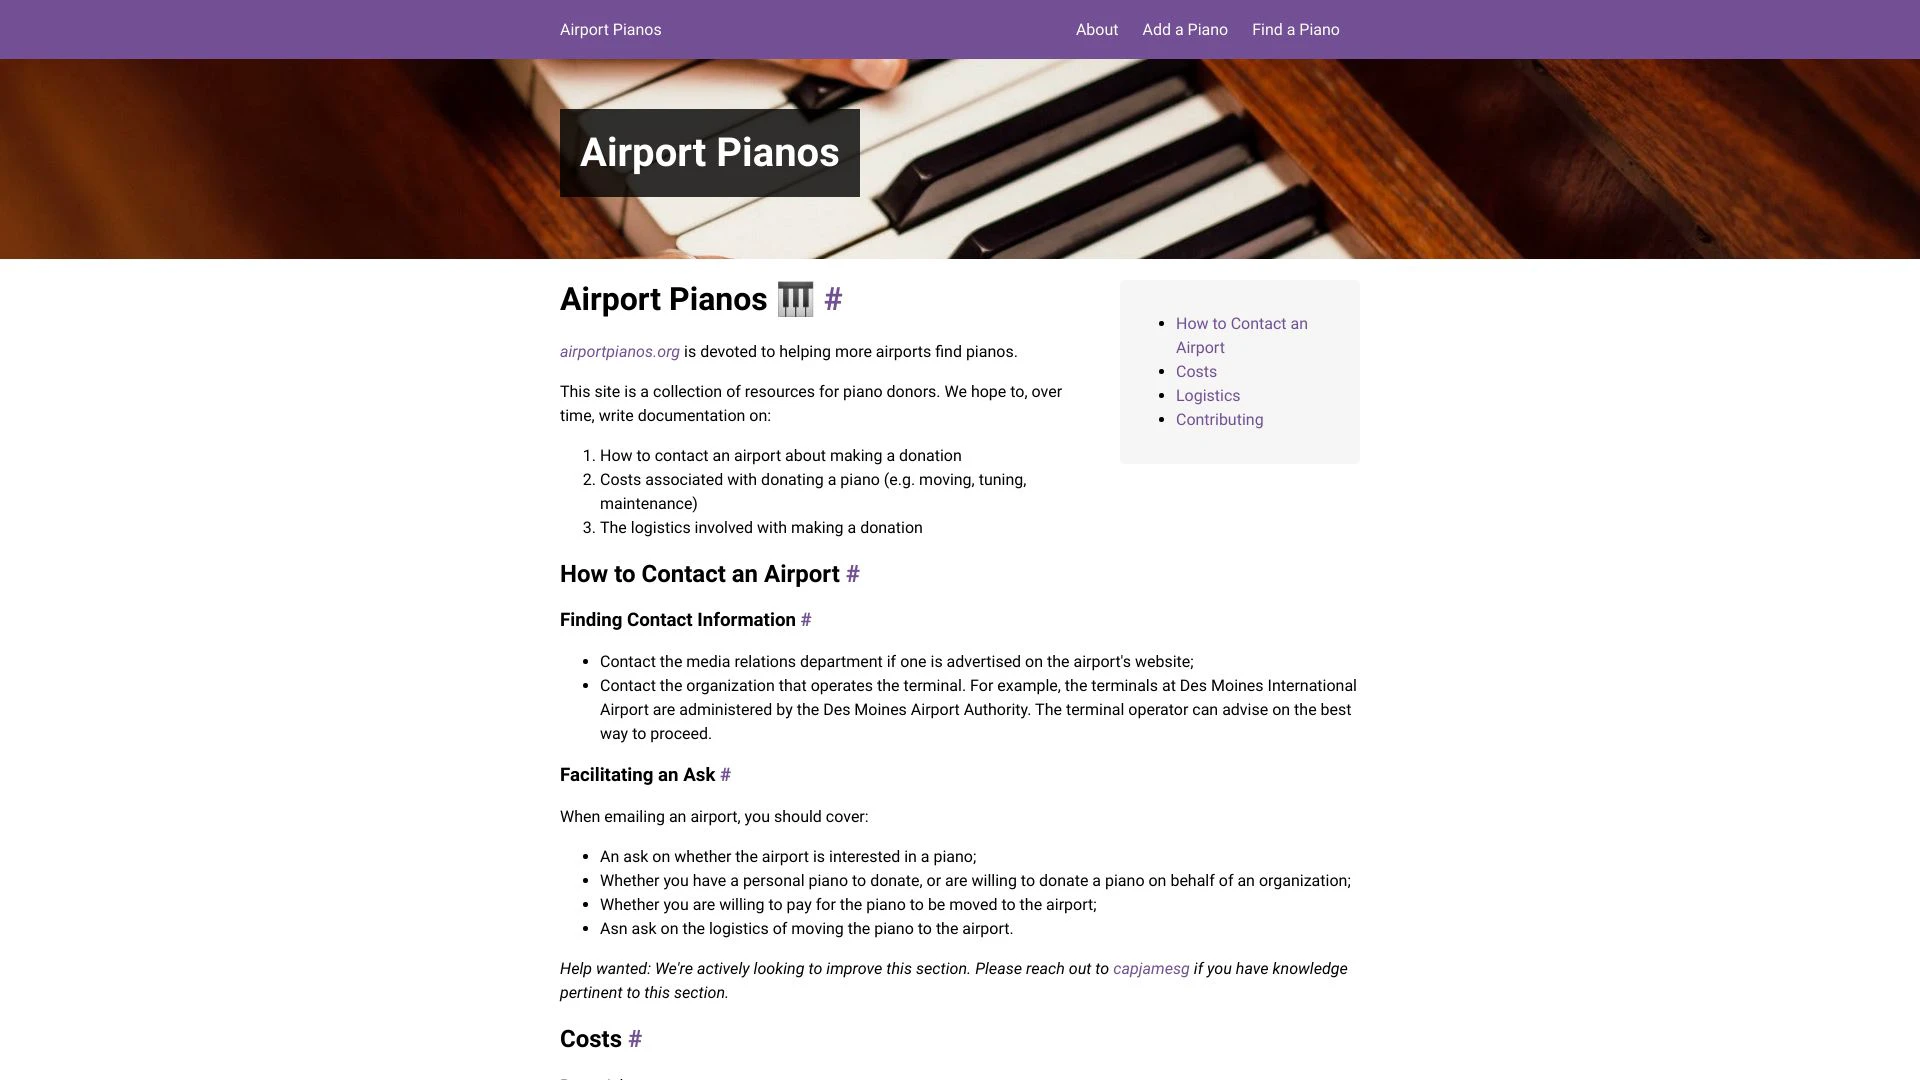 Airport Pianos
About
Add a Piano
Find a Piano
Airport Pianos
Airport Pianos 🎹 #
airportpianos.org is devoted to helping more airports find pianos.
This site is a collection of resources for piano donors. We hope to, over
time, write documentation on:
1. How to contact an airport about making a donation
2. Costs associated with donating a piano (e.g. moving, tuning,
maintenance)
3. The logistics involved with making a donation
• How to Contact an
Airport
• Costs
• Logistics
• Contributing
How to Contact an Airport #
Finding Contact Information #
• Contact the media relations department if one is advertised on the airport's website;
• Contact the organization that operates the terminal. For example, the terminals at Des Moines International
Airport are administered by the Des Moines Airport Authority. The terminal operator can advise on the best
way to proceed.
Facilitating an Ask #
When emailing an airport, you should cover:
• An ask on whether the airport is interested in a piano;
• Whether you have a personal piano to donate, or are willing to donate a piano on behalf of an organization;
• Whether you are willing to pay for the piano to be moved to the airport;
• Asn ask on the logistics of moving the piano to the airport.
Help wanted: We're actively looking to improve this section. Please reach out to capjamesg if you have knowledge
pertinent to this section.
Costs #